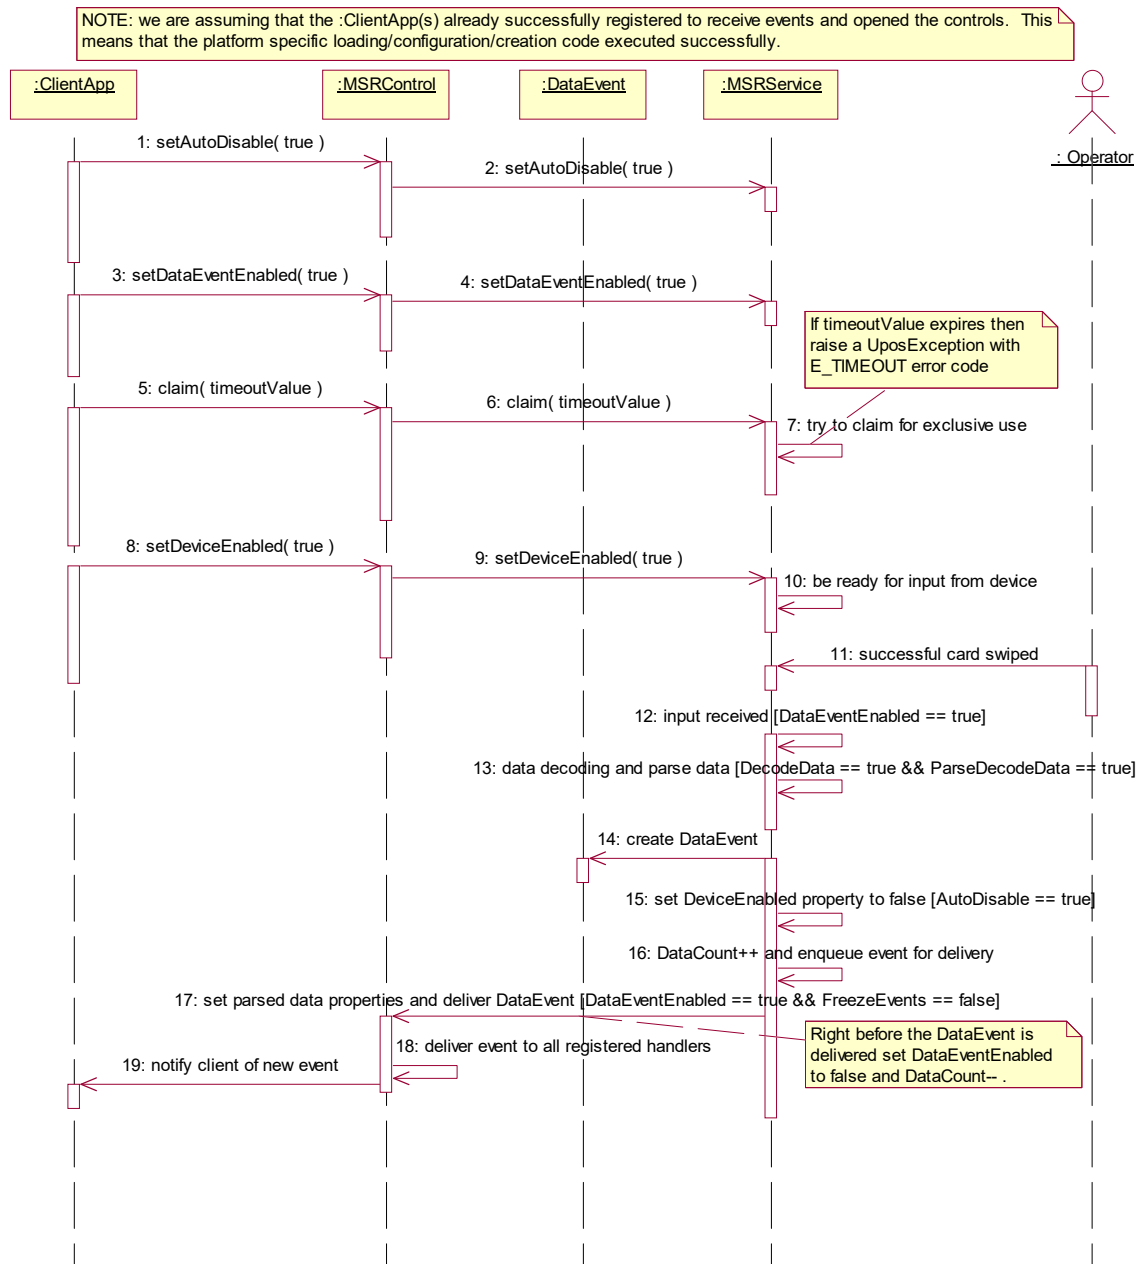 NOTE: we are assuming that the :ClientApp(s) already successfully registered to receive events and opened the controls.  This
means that the platform specific loading/configuration/creation code executed successfully.
:ClientApp
:MSRControl
:DataEvent
:MSRService
: Operator
1: setAutoDisable( true )
2: setAutoDisable( true )
3: setDataEventEnabled( true )
4: setDataEventEnabled( true )
If timeoutValue expires then
raise a UposException with
E_TIMEOUT error code
5: claim( timeoutValue )
6: claim( timeoutValue )
7: try to claim for exclusive use
8: setDeviceEnabled( true )
9: setDeviceEnabled( true )
10: be ready for input from device
11: successful card swiped
12: input received [DataEventEnabled == true]
13: data decoding and parse data [DecodeData == true && ParseDecodeData == true]
14: create DataEvent
15: set DeviceEnabled property to false [AutoDisable == true]
16: DataCount++ and enqueue event for delivery
17: set parsed data properties and deliver DataEvent [DataEventEnabled == true && FreezeEvents == false]
Right before the DataEvent is
delivered set DataEventEnabled
to false and DataCount-- .
18: deliver event to all registered handlers
19: notify client of new event